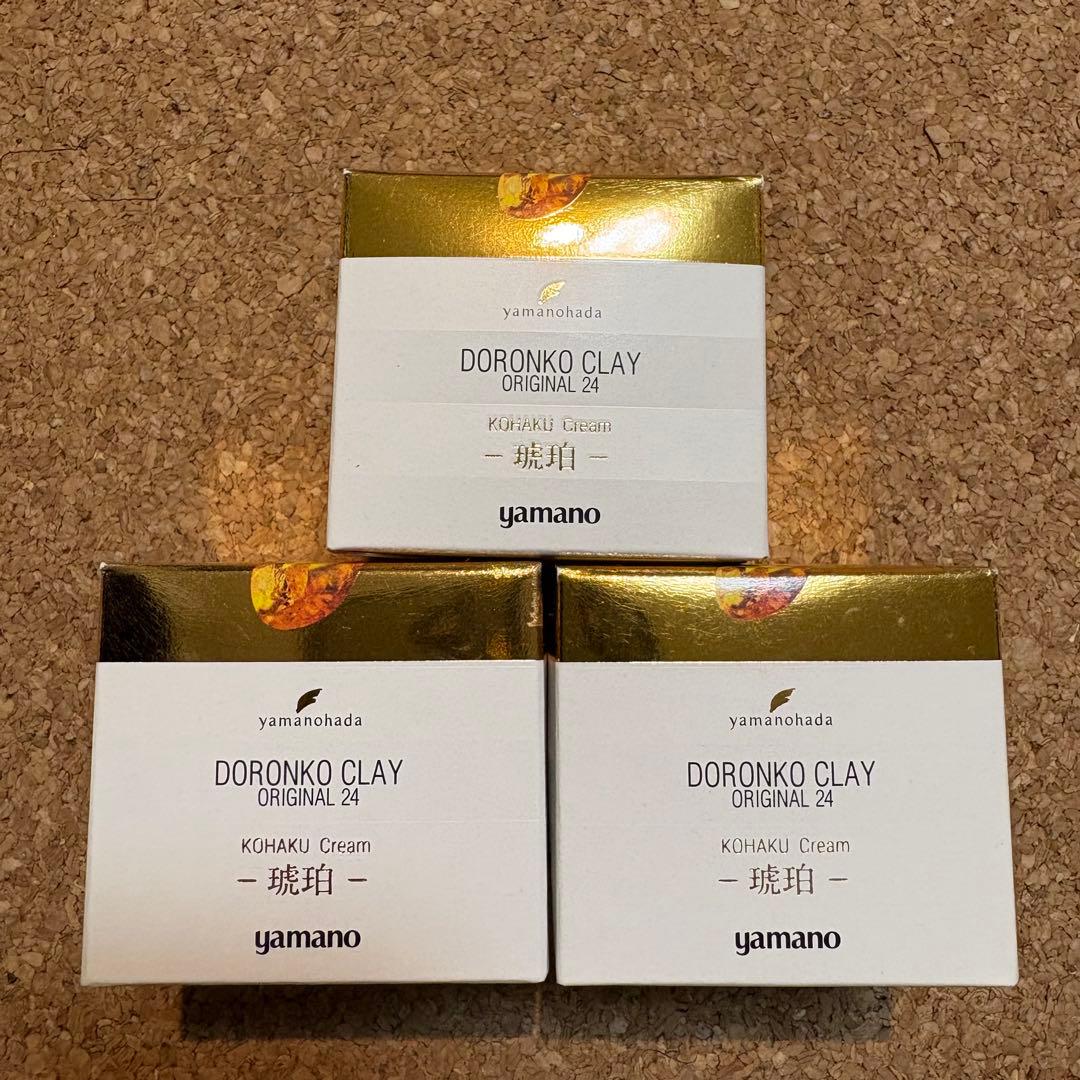 yamanohada
DORONKO CLAY
ORIGINAL 24
KOHAKU Cream
- 琥珀 -
yamano
yamanohada
DORONKO CLAY
ORIGINAL 24
KOHAKU Cream
- 琥珀 -
yamano
yamanohada
DORONKO CLAY
ORIGINAL 24
KOHAKU Cream
- 琥珀 -
yamano